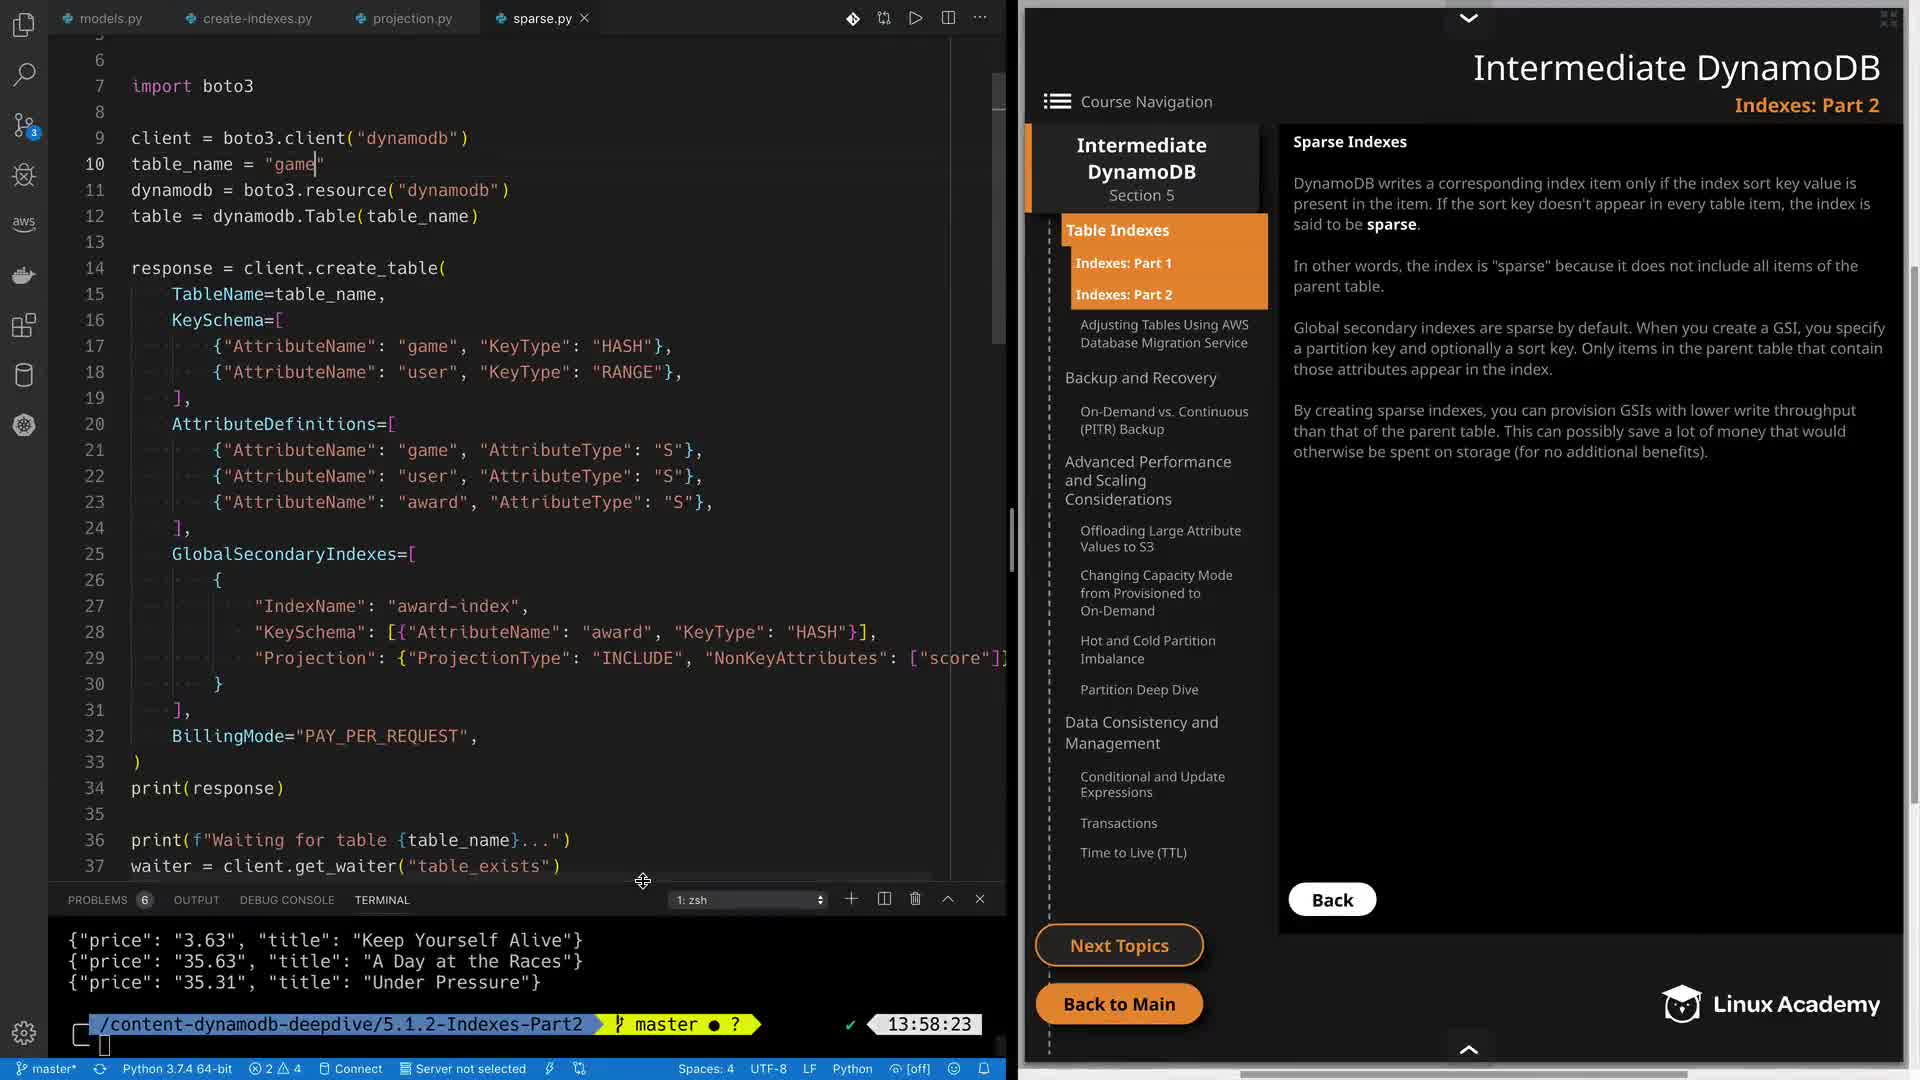 models.py
create-indexes.py
projection.py
sparse.py
6
7 import boto3
8
9 client = boto3.client("dynamodb")
10 table_name = "game"
11 dynamodb = boto3.resource("dynamodb")
12 table = dynamodb.Table(table_name)
13
14 response = client.create_table(
15 TableName=table_name,
16 KeySchema=[
17 {"AttributeName": "game", "KeyType": "HASH"},
18 {"AttributeName": "user", "KeyType": "RANGE"},
19 ],
20 AttributeDefinitions=[
21 {"AttributeName": "game", "AttributeType": "S"},
22 {"AttributeName": "user", "AttributeType": "S"},
23 {"AttributeName": "award", "AttributeType": "S"},
24 ],
25 GlobalSecondaryIndexes=[
26 {
27 "IndexName": "award-index",
28 "KeySchema": [{"AttributeName": "award", "KeyType": "HASH"}],
29 "Projection": {"ProjectionType": "INCLUDE", "NonKeyAttributes": ["score"]}
30 }
31 ],
32 BillingMode="PAY_PER_REQUEST",
33 )
34 print(response)
35
36 print(f"Waiting for table {table_name}...")
37 waiter = client.get_waiter("table_exists")
aws
3
PROBLEMS 6 OUTPUT DEBUG CONSOLE TERMINAL 1: zsh
{"price": "3.63", "title": "Keep Yourself Alive"}
{"price": "35.63", "title": "A Day at the Races"}
{"price": "35.31", "title": "Under Pressure"}
/content-dynamodb-deepdive/5.1.2-Indexes-Part2 master ● ? ✔ 13:58:23
master* Python 3.7.4 64-bit 2 4 Connect Server not selected Spaces: 4 UTF-8 LF Python [off]
Intermediate DynamoDB
Indexes: Part 2
Course Navigation
Intermediate
DynamoDB
Section 5
Table Indexes
Indexes: Part 1
Indexes: Part 2
Adjusting Tables Using AWS
Database Migration Service
Backup and Recovery
On-Demand vs. Continuous
(PITR) Backup
Advanced Performance
and Scaling
Considerations
Offloading Large Attribute
Values to S3
Changing Capacity Mode
from Provisioned to
On-Demand
Hot and Cold Partition
Imbalance
Partition Deep Dive
Data Consistency and
Management
Conditional and Update
Expressions
Transactions
Time to Live (TTL)
Next Topics
Back to Main
Sparse Indexes
DynamoDB writes a corresponding index item only if the index sort key value is
present in the item. If the sort key doesn't appear in every table item, the index is
said to be sparse.
In other words, the index is "sparse" because it does not include all items of the
parent table.
Global secondary indexes are sparse by default. When you create a GSI, you specify
a partition key and optionally a sort key. Only items in the parent table that contain
those attributes appear in the index.
By creating sparse indexes, you can provision GSIs with lower write throughput
than that of the parent table. This can possibly save a lot of money that would
otherwise be spent on storage (for no additional benefits).
Back
Linux Academy